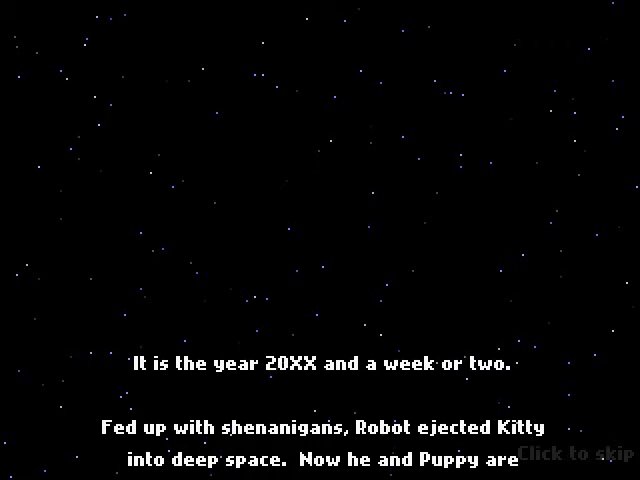 It is the year 20XX and a week or two.
Fed up with shenanigans, Robot ejected Kitty
into deep space. Now he and Puppy are
Click to skip